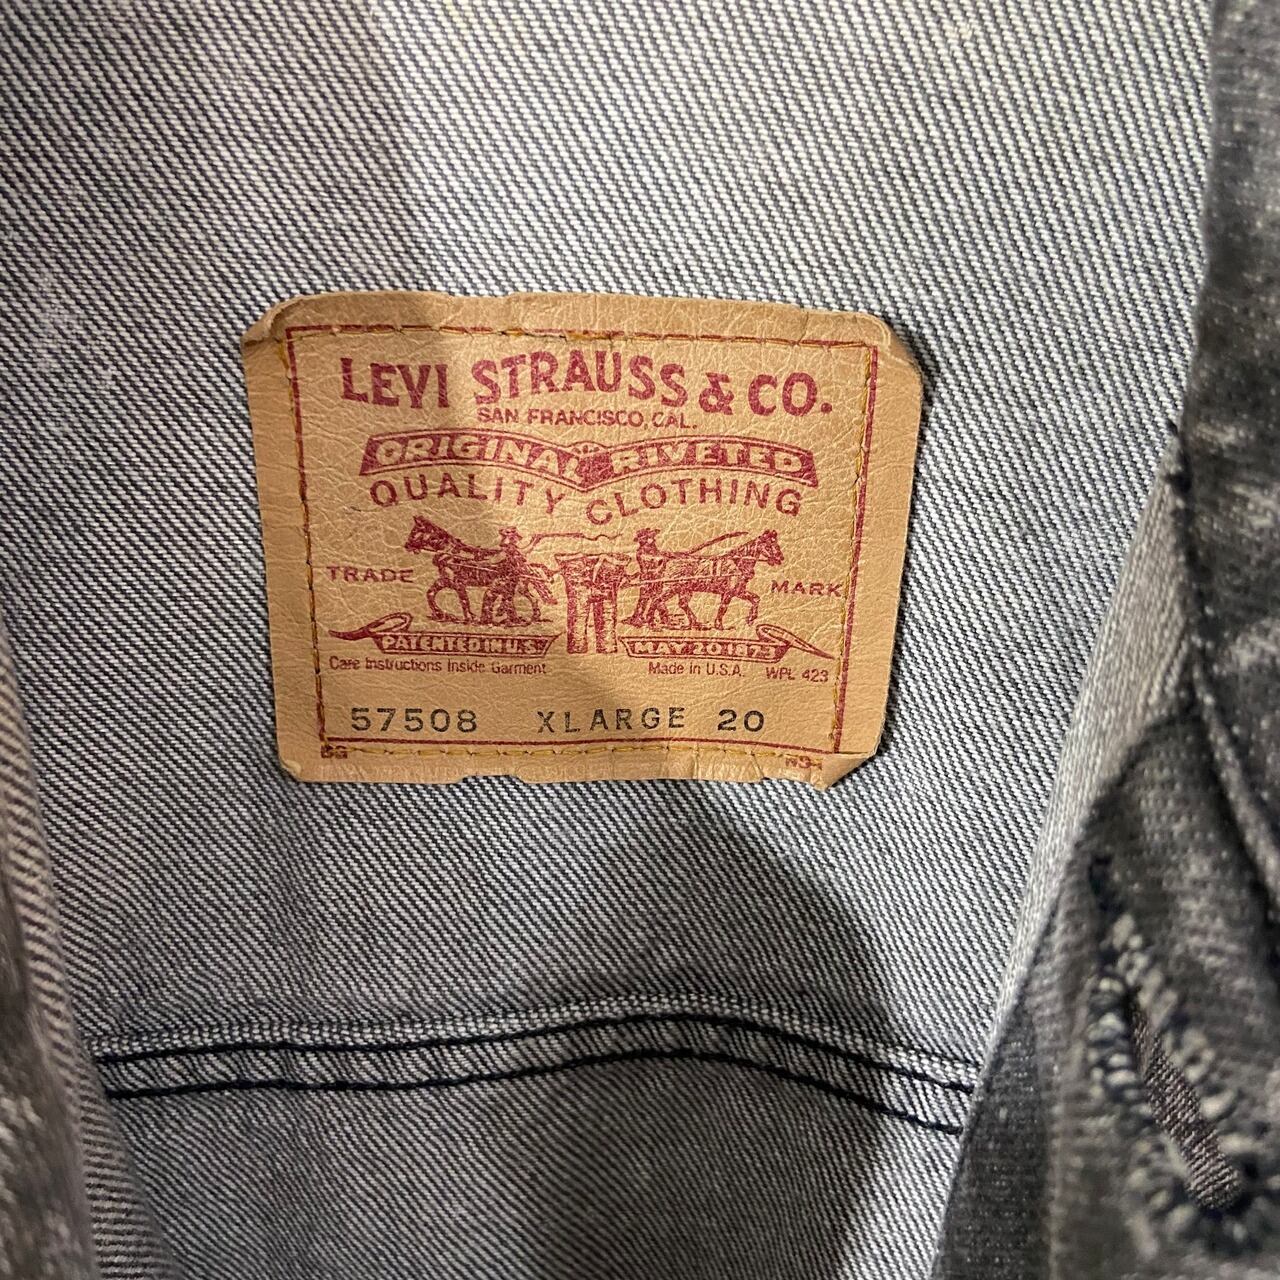 LEVI STRAUSS & CO.
SAN FRANCISCO, CAL.
ORIGINAL RIVETED
QUALITY CLOTHING
TRADE MARK
PATENTED IN U.S. MAY 20 1873
Care Instructions Inside Garment Made in U.S.A. WPL 423
57508 XLARGE 20